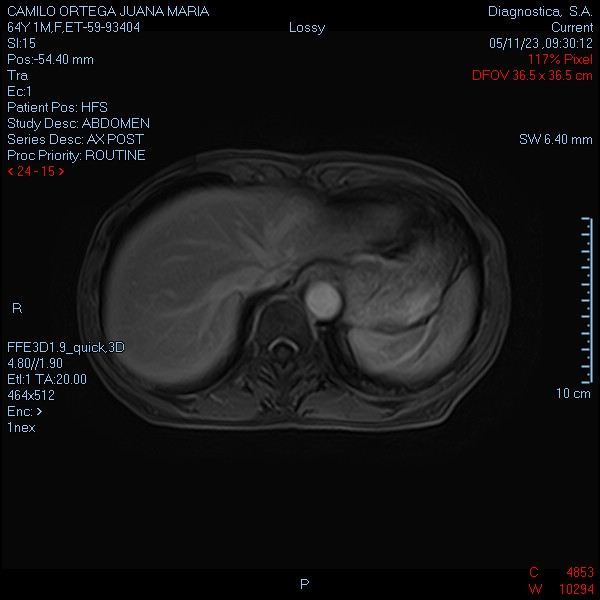 CAMILO ORTEGA JUANA MARIA
64Y 1M,F,ET-59-93404
Sl:15
Pos:-54.40 mm
Tra
Ec:1
Patient Pos: HFS
Study Desc: ABDOMEN
Series Desc: AX POST
Proc Priority: ROUTINE
< 24 - 15 >
Lossy
Diagnostica, S.A.
Current
05/11/23 ,09:30:12
117% Pixel
DFOV 36.5 x 36.5 cm
SW 6.40 mm
R
FFE3D1.9_quick,3D
4.80//1.90
Etl:1 TA:20.00
464x512
Enc: >
1nex
10 cm
P
C 4853
W 10294